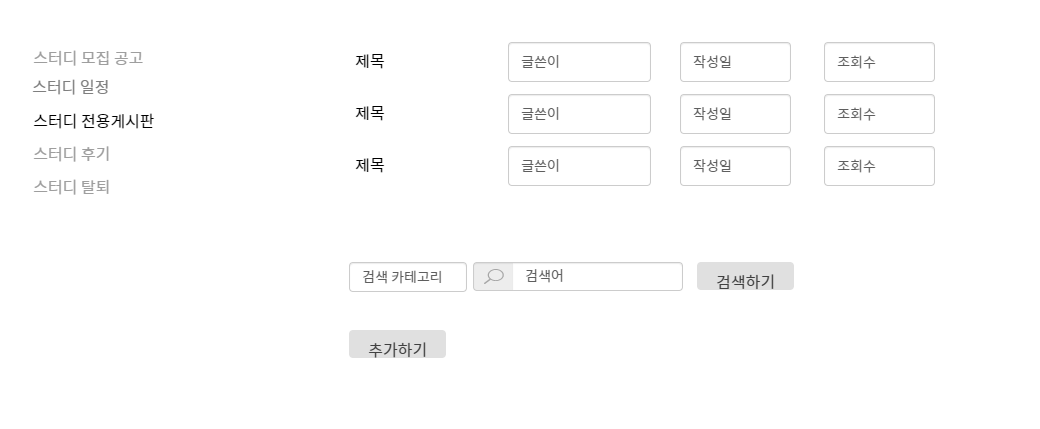 스터디 모집 공고
스터디 일정
스터디 전용게시판
스터디 후기
스터디 탈퇴
제목 글쓴이 작성일 조회수
제목 글쓴이 작성일 조회수
제목 글쓴이 작성일 조회수
검색 카테고리 검색어 검색하기
추가하기